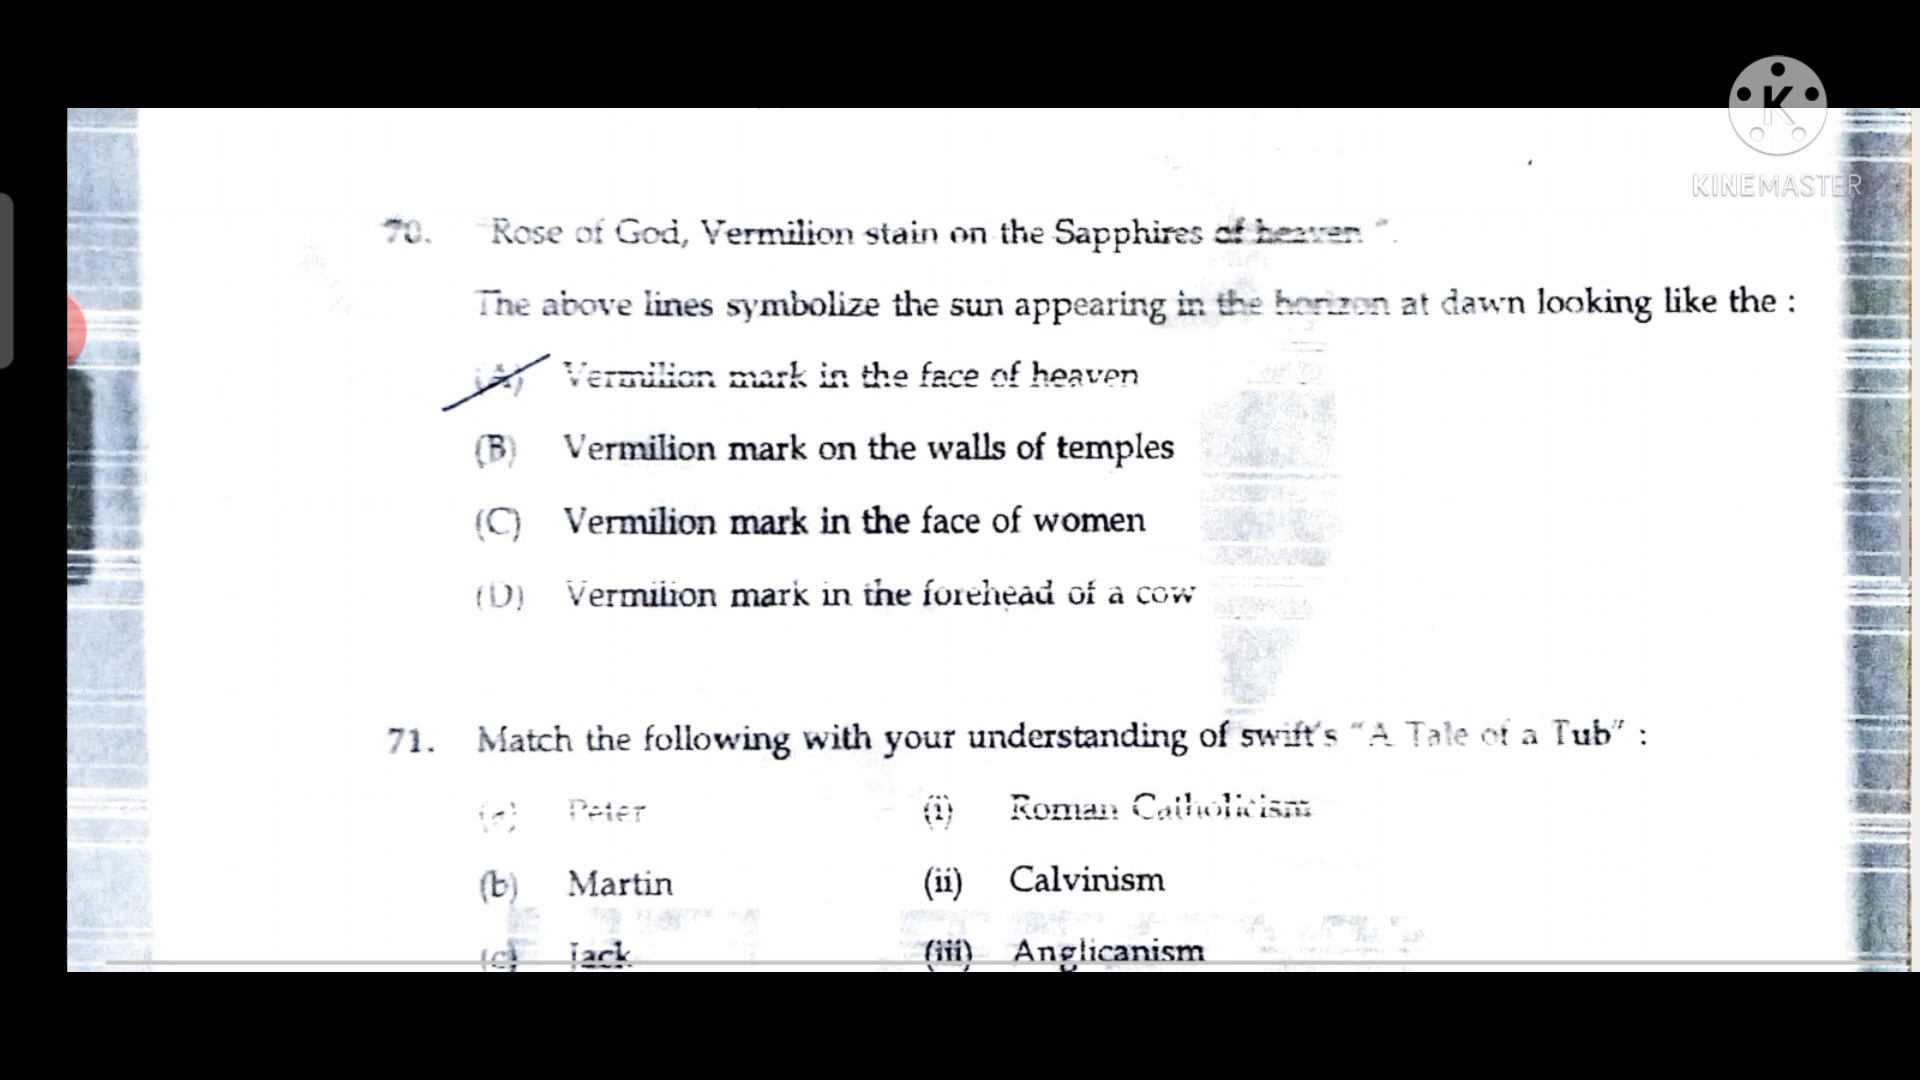 K
KINEMASTER
70. "Rose of God, Vermilion stain on the Sapphires of heaven".
The above lines symbolize the sun appearing in the horizon at dawn looking like the :
(A) Vermilion mark in the face of heaven
(B) Vermilion mark on the walls of temples
(C) Vermilion mark in the face of women
(D) Vermilion mark in the forehead of a cow
71. Match the following with your understanding of swift's "A Tale of a Tub" :
(a) Peter (i) Roman Catholicism
(b) Martin (ii) Calvinism
(c) Jack (iii) Anglicanism